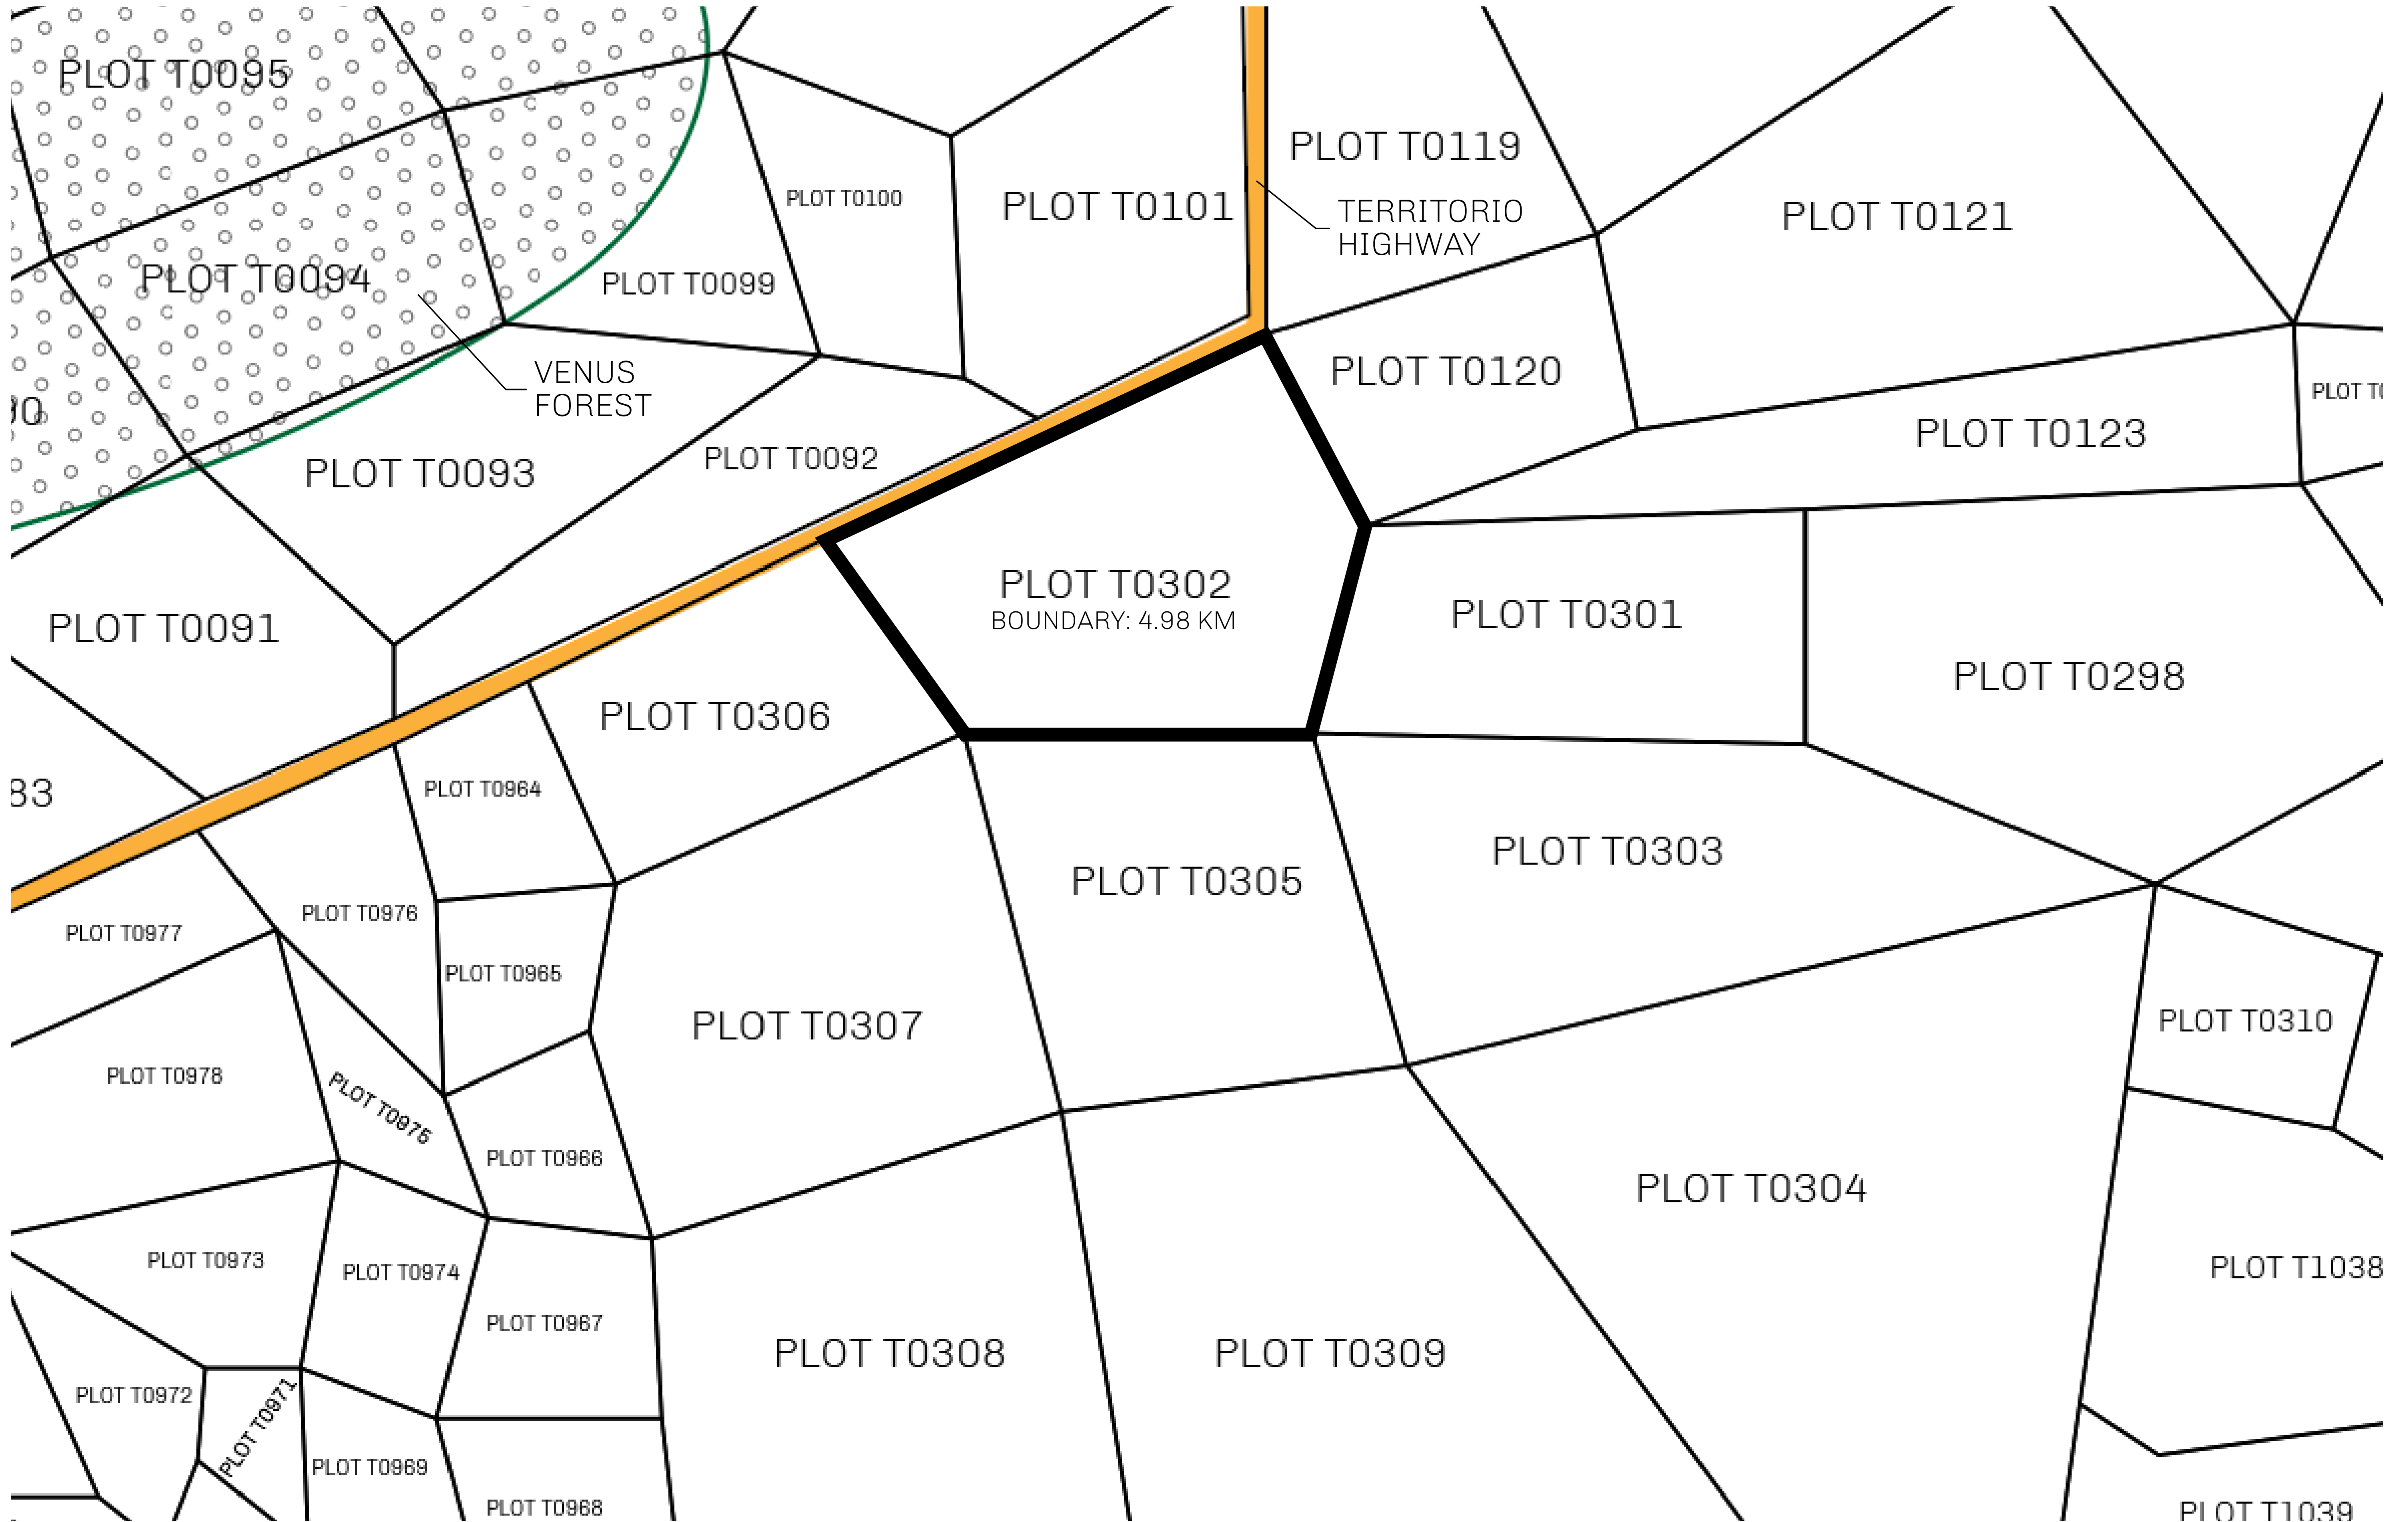 PLOT T0095
PLOT T0119
PLOT T0100
PLOT T0101
TERRITORIO
HIGHWAY
PLOT T0121
PLOT T0094
PLOT T0099
VENUS
FOREST
PLOT T0120
PLOT T0
PLOT T0123
PLOT T0093
PLOT T0092
PLOT T0302
BOUNDARY: 4.98 KM
PLOT T0091
PLOT T0301
PLOT T0298
PLOT T0306
83
PLOT T0964
PLOT T0303
PLOT T0305
PLOT T0976
PLOT T0977
PLOT T0965
PLOT T0307
PLOT T0310
PLOT T0978
PLOT T0975
PLOT T0966
PLOT T0304
PLOT T0973
PLOT T0974
PLOT T1038
PLOT T0967
PLOT T0308
PLOT T0309
PLOT T0972
PLOT T0971
PLOT T0969
PLOT T0968
PLOT T1039